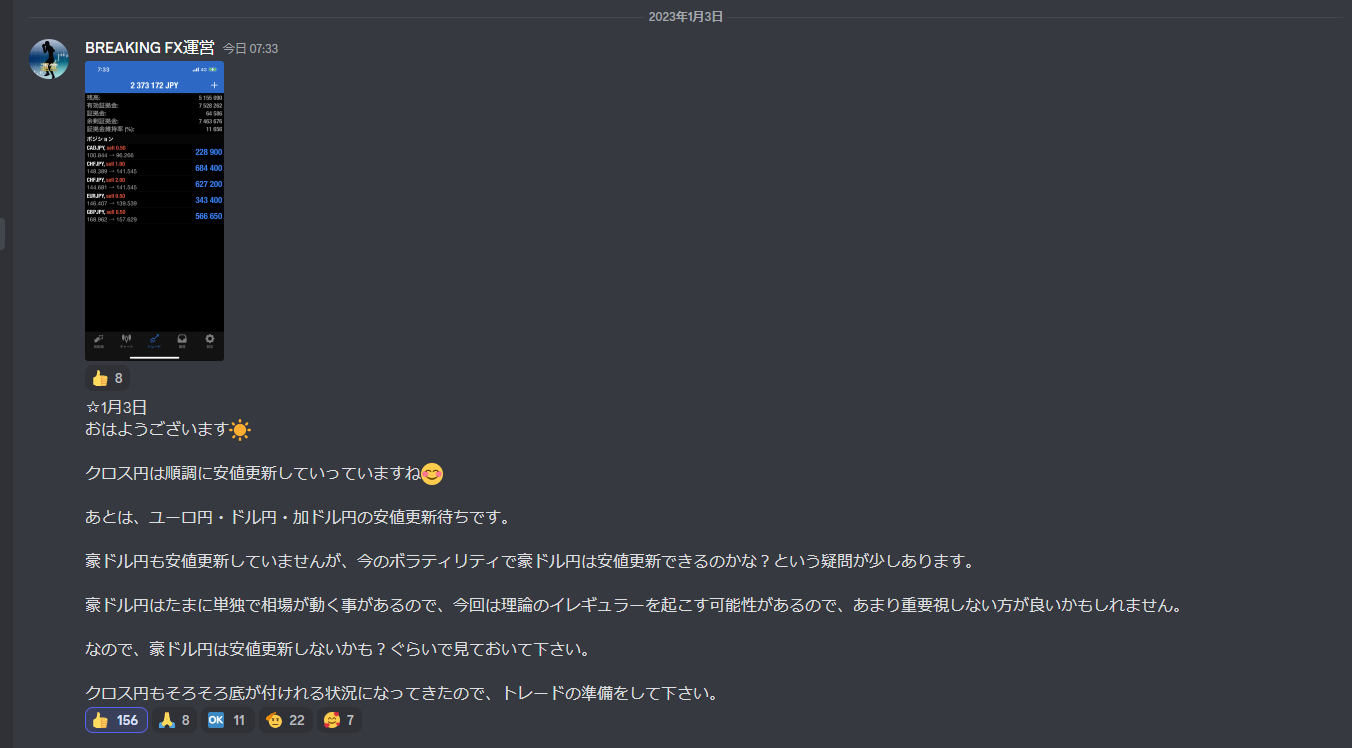 2023年1月3日
BREAKING FX運営 今日 07:33
7:33 4G
2 373 172 JPY +
残高: 5 155 090
有効証拠金: 7 528 262
証拠金: 64 586
余剰証拠金: 7 463 676
証拠金維持率 (%): 11 656
ポジション
CADJPY, sell 0.50
100.844 → 96.266 228 900
CHFJPY, sell 1.00
148.389 → 141.545 684 400
CHFJPY, sell 2.00
144.681 → 141.545 627 200
EURJPY, sell 0.50
146.407 → 139.539 343 400
GBPJPY, sell 0.50
168.962 → 157.629 566 650
チャート トレード
👍 8
☆1月3日
おはようございます☀️
クロス円は順調に安値更新していっていますね😊
あとは、ユーロ円・ドル円・加ドル円の安値更新待ちです。
豪ドル円も安値更新していませんが、今のボラティリティで豪ドル円は安値更新できるのかな？という疑問が少しあります。
豪ドル円はたまに単独で相場が動く事があるので、今回は理論のイレギュラーを起こす可能性があるので、あまり重要視しない方が良いかもしれません。
なので、豪ドル円は安値更新しないかも？ぐらいで見ておいて下さい。
クロス円もそろそろ底が付けれる状況になってきたので、トレードの準備をして下さい。
👍 156 🙏 8 🆗 11 🫡 22 🥰 7